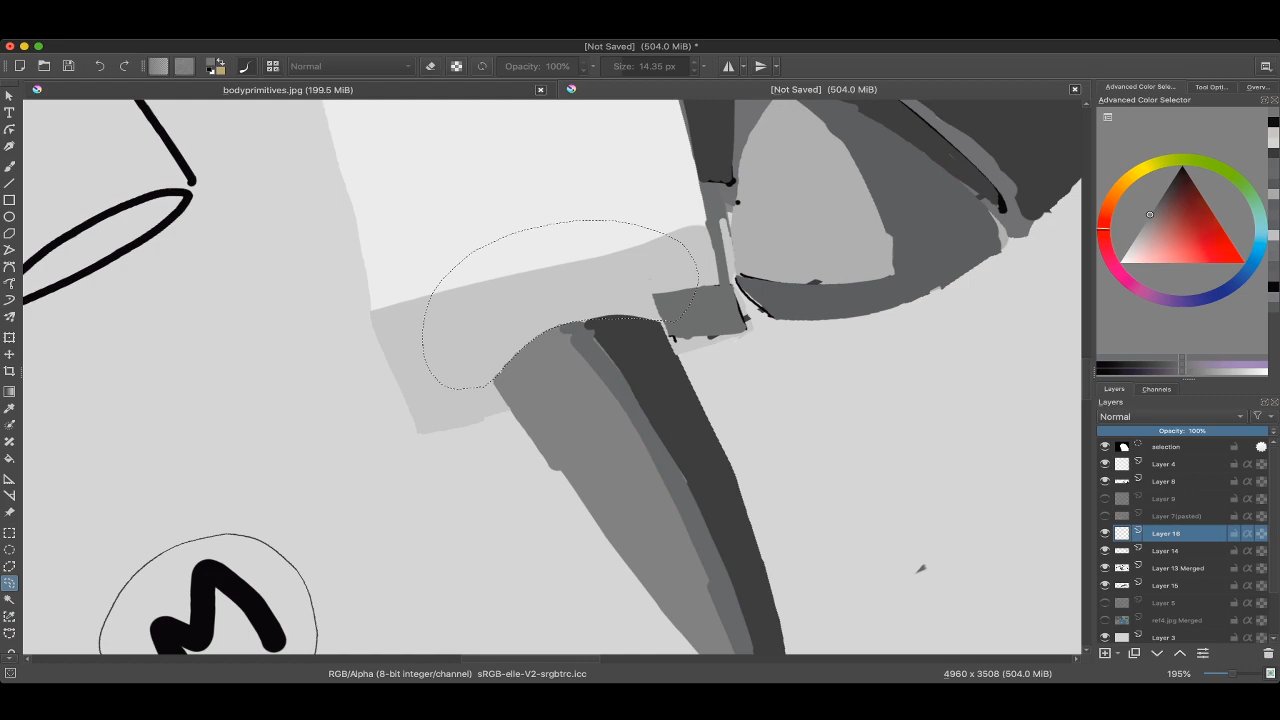 [Not Saved] (504.0 MiB) *
Normal
Opacity: 100%
Size: 14.35 px
bodyprimitives.jpg (199.5 MiB)
[Not Saved] (504.0 MiB)
Advanced Color Sele...
Tool Opti...
Overv...
Advanced Color Selector
Layers
Channels
Layers
Normal
Opacity: 100%
selection
Layer 4
Layer 8
Layer 9
Layer 7(pasted)
Layer 16
Layer 14
Layer 13 Merged
Layer 15
ref4.jpg Merged
Layer 3
RGB/Alpha (8-bit integer/channel) sRGB-elle-V2-srgbtrc.icc
4960 x 3508 (504.0 MiB)
195%